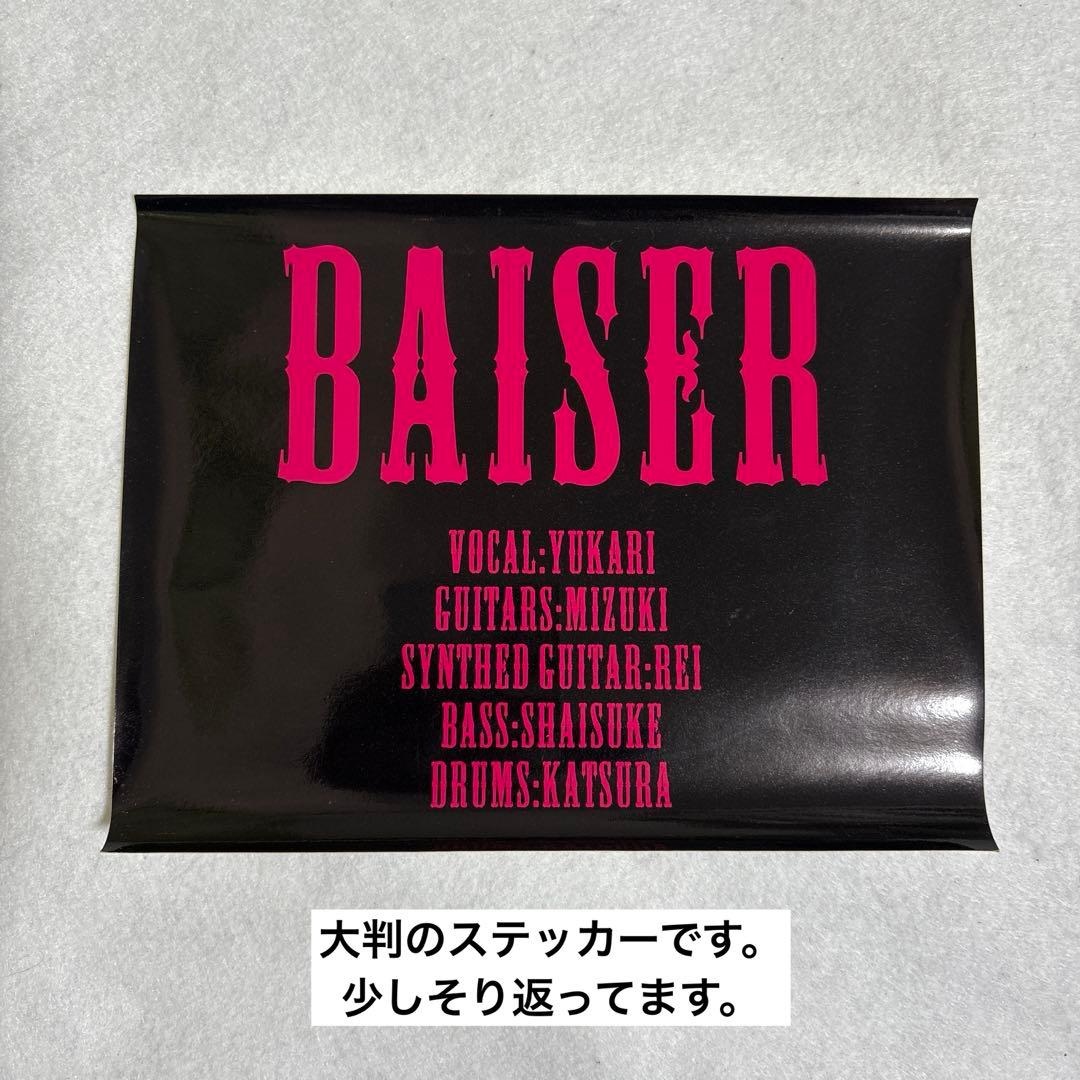 BAISER
VOCAL:YUKARI
GUITARS:MIZUKI
SYNTHED GUITAR:REI
BASS:SHAISUKE
DRUMS:KATSURA
大判のステッカーです。
少しそり返ってます。